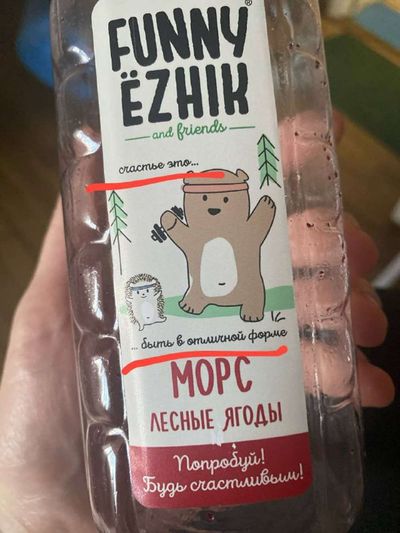 FUNNY®
ËZHIK
and friends
счастье это...
... быть в отличной форме
МОРС
ЛЕСНЫЕ ЯГОДЫ
Попробуй!
Будь счастливым!